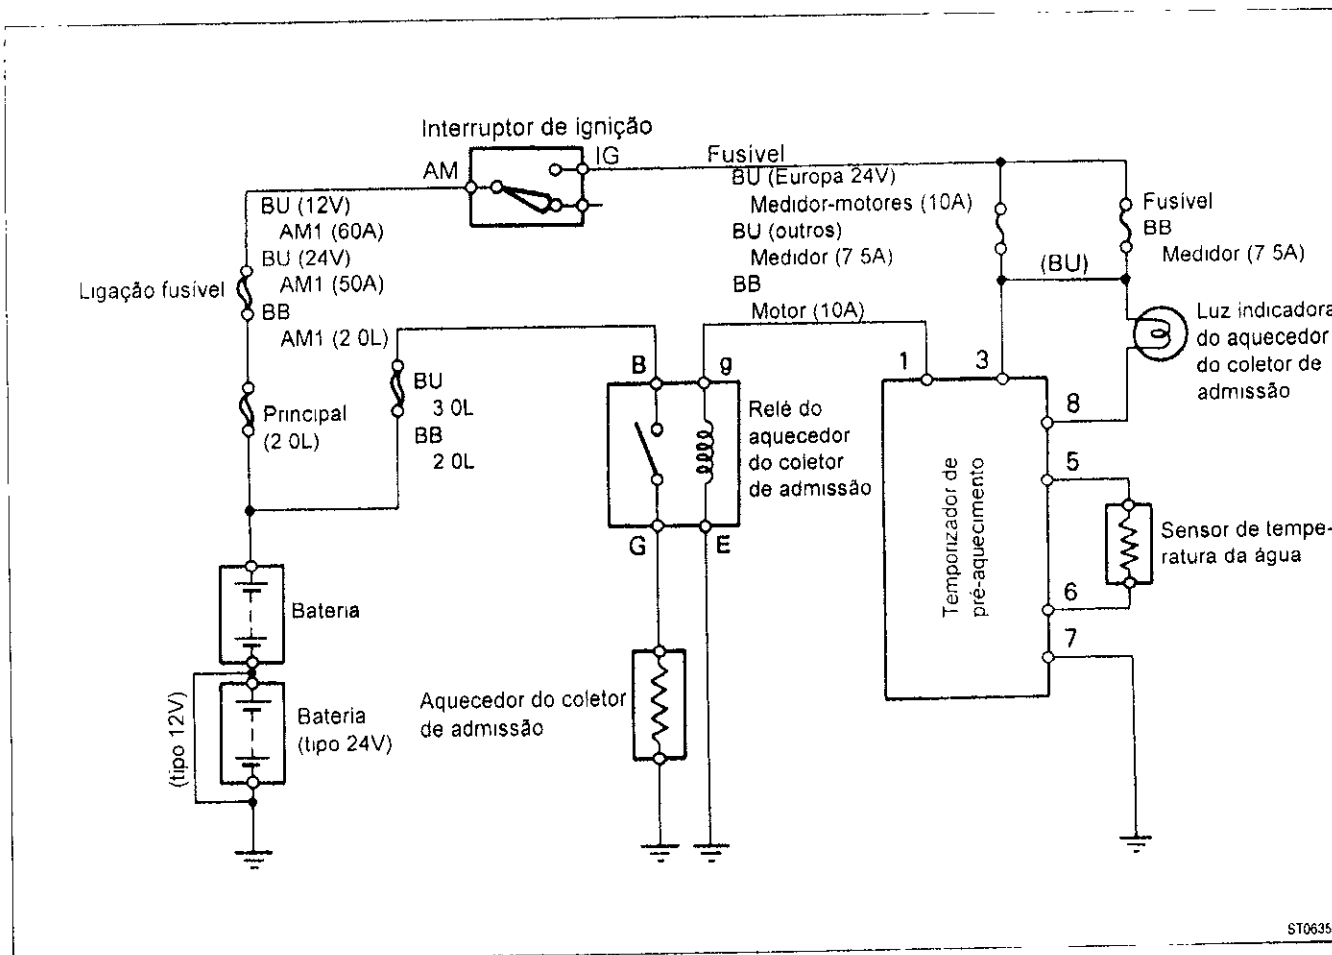 Interruptor de ignição
AM
IG
Fusível
BU (Europa 24V)
Medidor-motores (10A)
BU (outros)
Medidor (7 5A)
BB
Motor (10A)
BU (12V)
AM1 (60A)
BU (24V)
AM1 (50A)
BB
AM1 (2 0L)
Ligação fusível
Fusível
BB
Medidor (7 5A)
(BU)
Luz indicadora
do aquecedor
do coletor de
admissão
Principal
(2 0L)
BU
3 0L
BB
2 0L
B
g
G
E
Relé do
aquecedor
do coletor
de admissão
1
3
8
5
6
7
Temporizador de
pré-aquecimento
Sensor de tempe-
ratura da água
Bateria
Bateria
(tipo 24V)
(tipo 12V)
Aquecedor do coletor
de admissão
ST0635